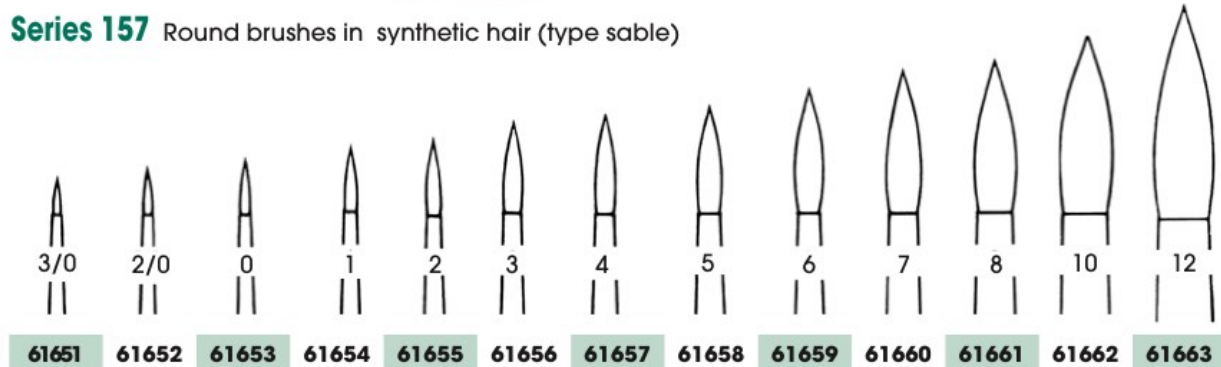 Series 157 Round brushes in synthetic hair (type sable)
3/0 2/0 0 1 2 3 4 5 6 7 8 10 12
61651 61652 61653 61654 61655 61656 61657 61658 61659 61660 61661 61662 61663